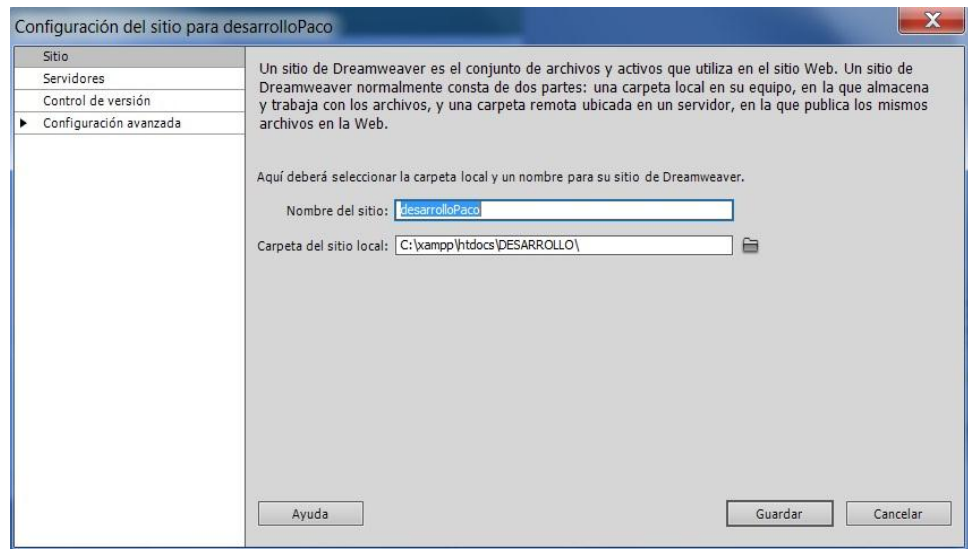 Configuración del sitio para desarrolloPaco
X
Sitio
Servidores
Control de versión
Configuración avanzada
Un sitio de Dreamweaver es el conjunto de archivos y activos que utiliza en el sitio Web. Un sitio de
Dreamweaver normalmente consta de dos partes: una carpeta local en su equipo, en la que almacena
y trabaja con los archivos, y una carpeta remota ubicada en un servidor, en la que publica los mismos
archivos en la Web.
Aquí deberá seleccionar la carpeta local y un nombre para su sitio de Dreamweaver.
Nombre del sitio: desarrolloPaco
Carpeta del sitio local: C:\xampp\htdocs\DESARROLLO\
Ayuda Guardar Cancelar